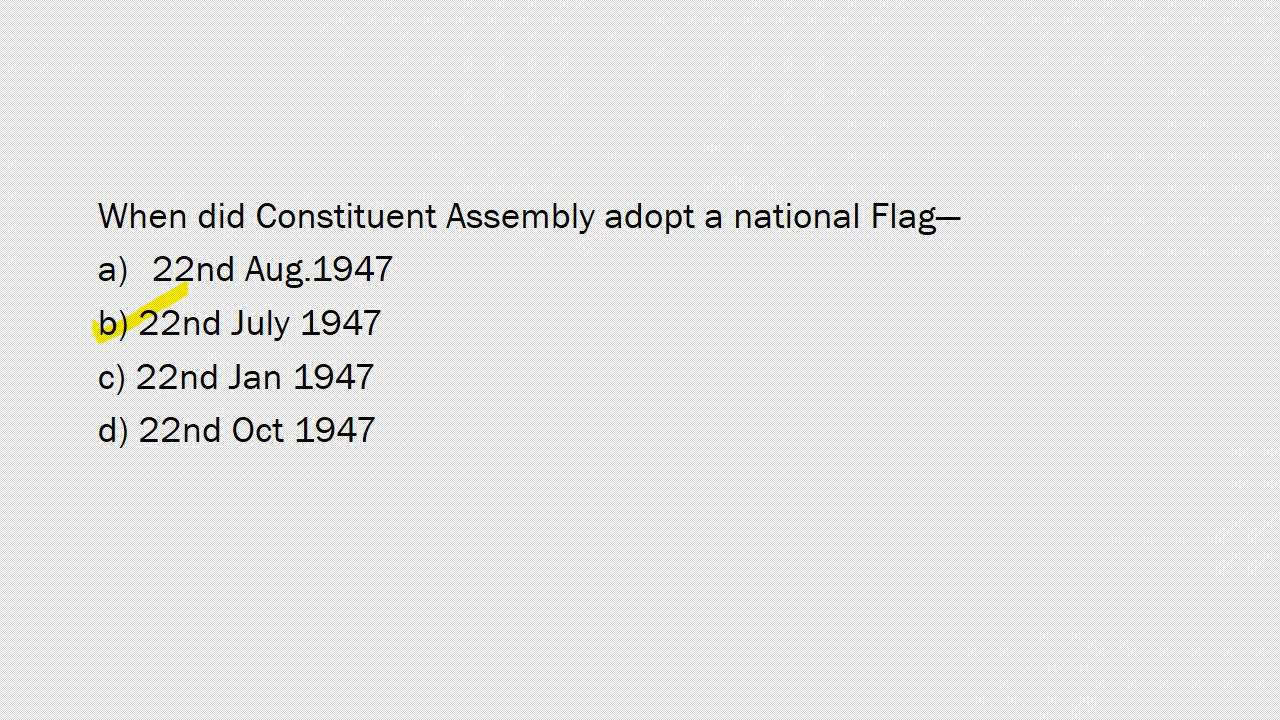 When did Constituent Assembly adopt a national Flag—
a) 22nd Aug.1947
b) 22nd July 1947
c) 22nd Jan 1947
d) 22nd Oct 1947